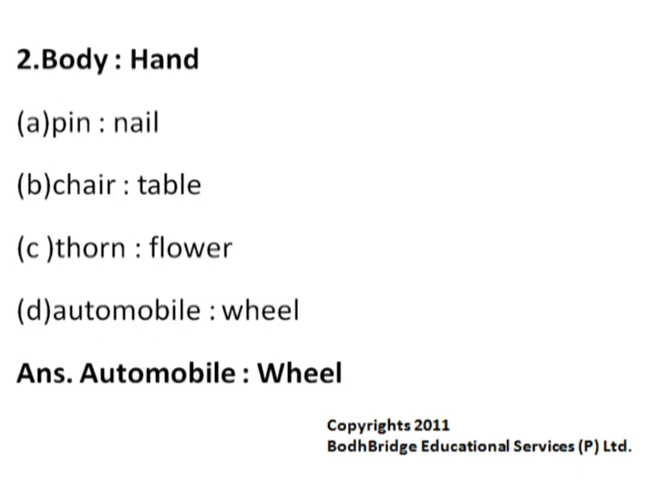 2.Body : Hand
(a)pin : nail
(b)chair : table
(c )thorn : flower
(d)automobile : wheel
Ans. Automobile : Wheel
Copyrights 2011
BodhBridge Educational Services (P) Ltd.